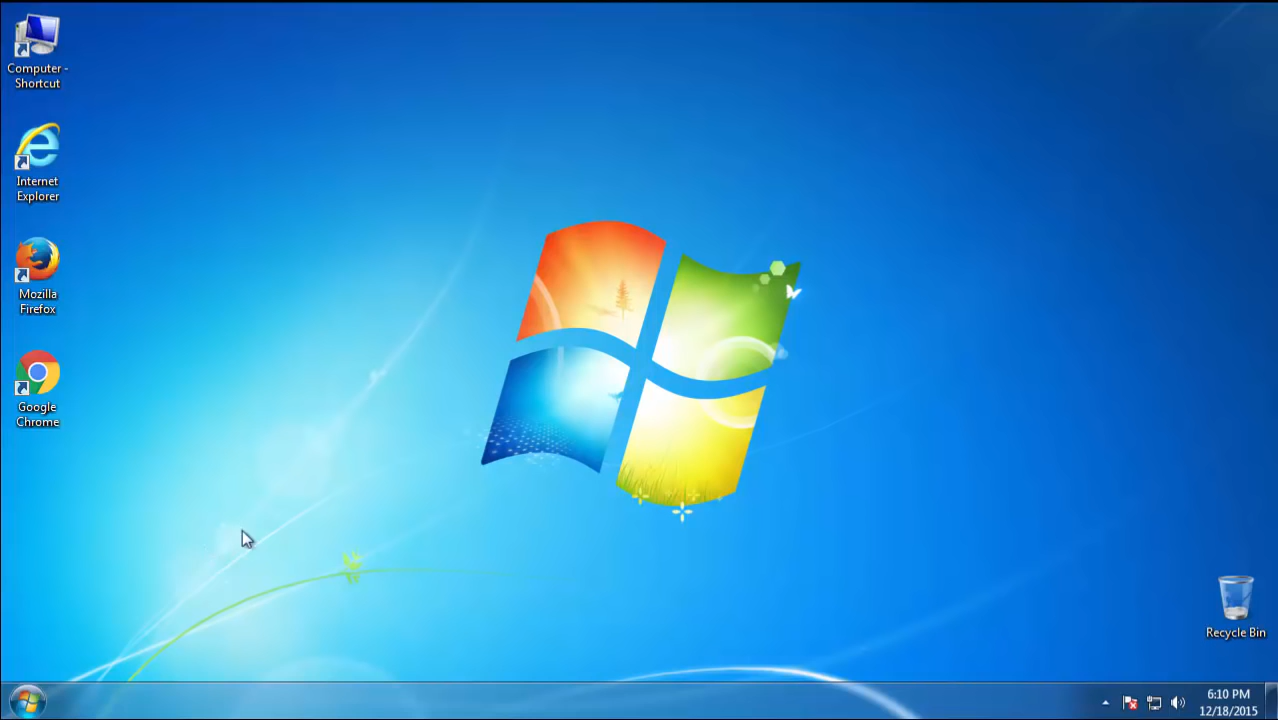 Computer -
Shortcut
Internet
Explorer
Mozilla
Firefox
Google
Chrome
Recycle Bin
6:10 PM
12/18/2015